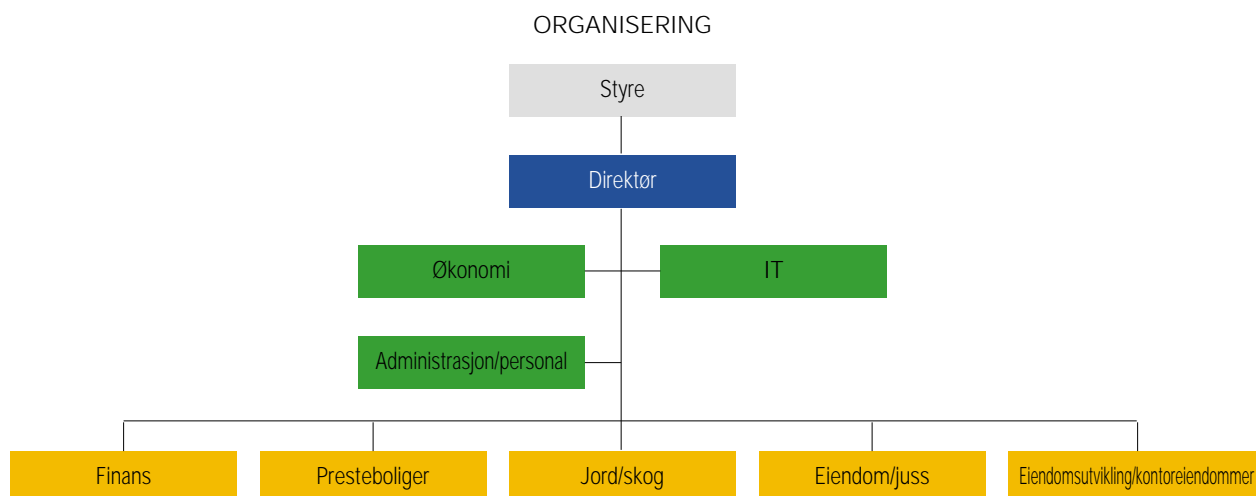 ORGANISERING
Styre
Direktør
Økonomi
IT
Administrasjon/personal
Finans
Presteboliger
Jord/skog
Eiendom/juss
Eiendomsutvikling/kontoreiendommer